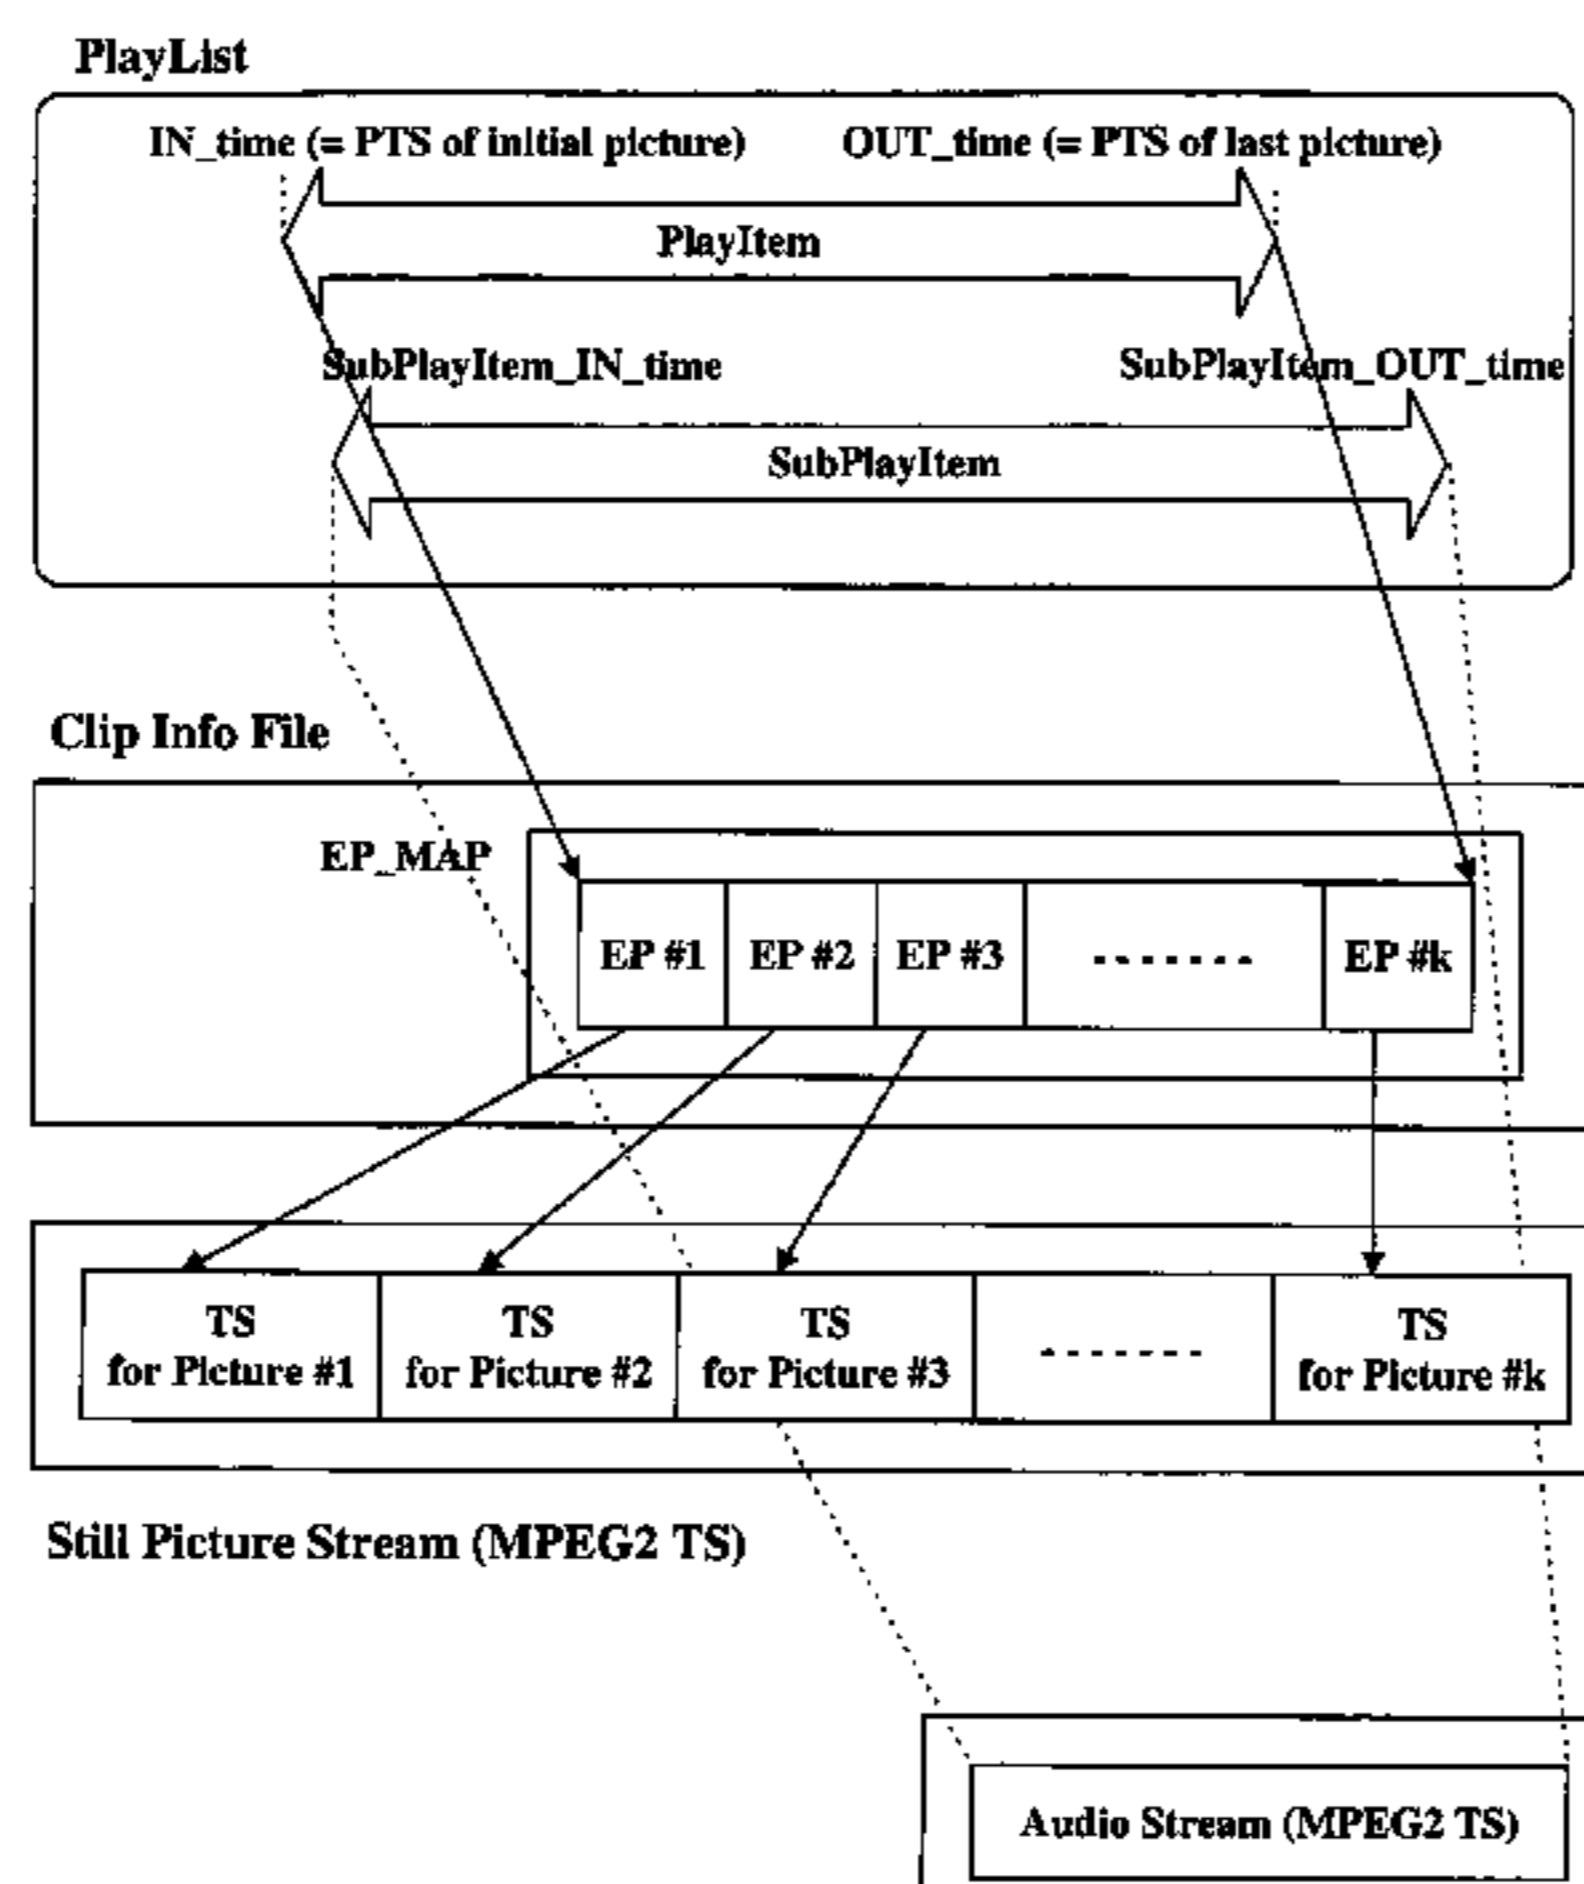 PlayList
IN_time (= PTS of initial picture) OUT_time (= PTS of last picture)
PlayItem
SubPlayItem_IN_time SubPlayItem_OUT_time
SubPlayItem
Clip Info File
EP_MAP
EP #1 EP #2 EP #3 ------- EP #k
TS TS TS TS
for Picture #1 for Picture #2 for Picture #3 ------- for Picture #k
Still Picture Stream (MPEG2 TS)
Audio Stream (MPEG2 TS)